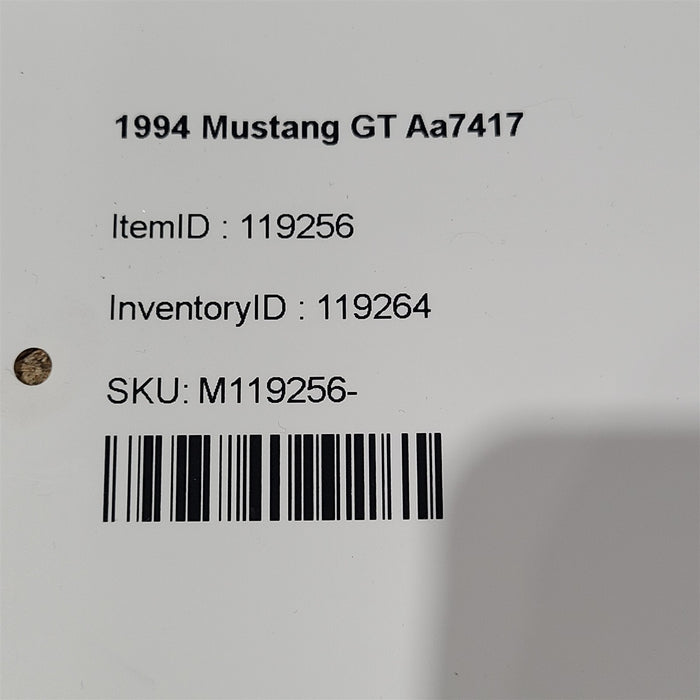 1994 Mustang GT Aa7417
ItemID : 119256
InventoryID : 119264
SKU: M119256-